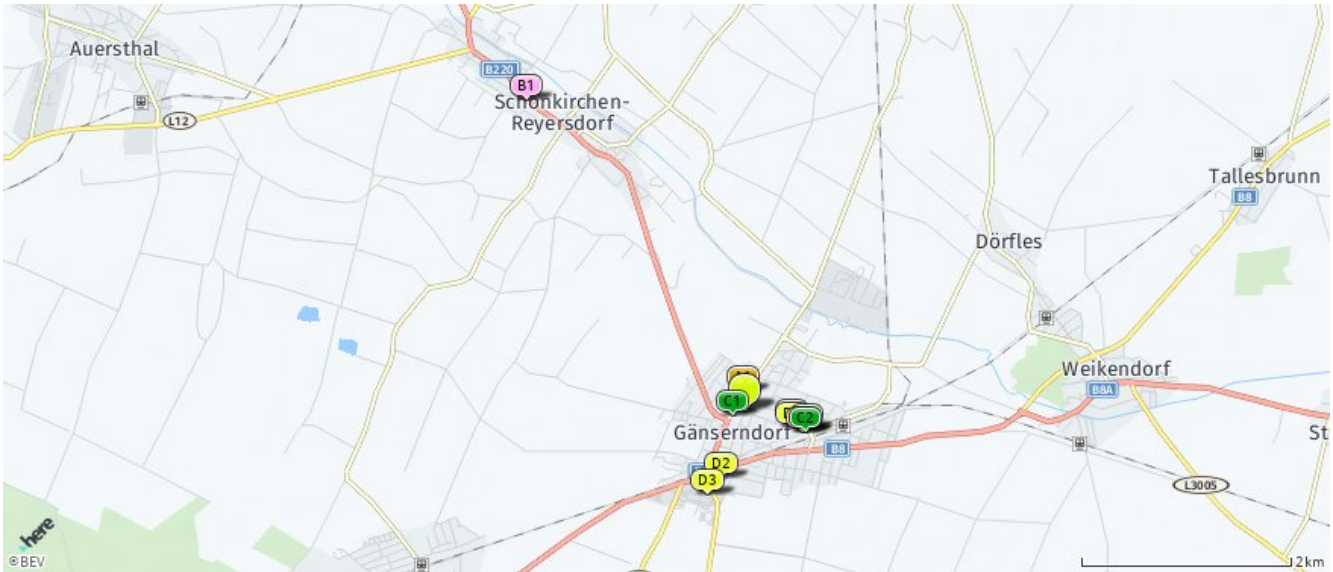 Auersthal
B220
B1
Schönkirchen-
Reyersdorf
L12
Tallesbrunn
B8
Dörfles
Weikendorf
B8A
C1
C2
Gänserndorf
B8
St
D2
D3
L3005
.here
©BEV
2km